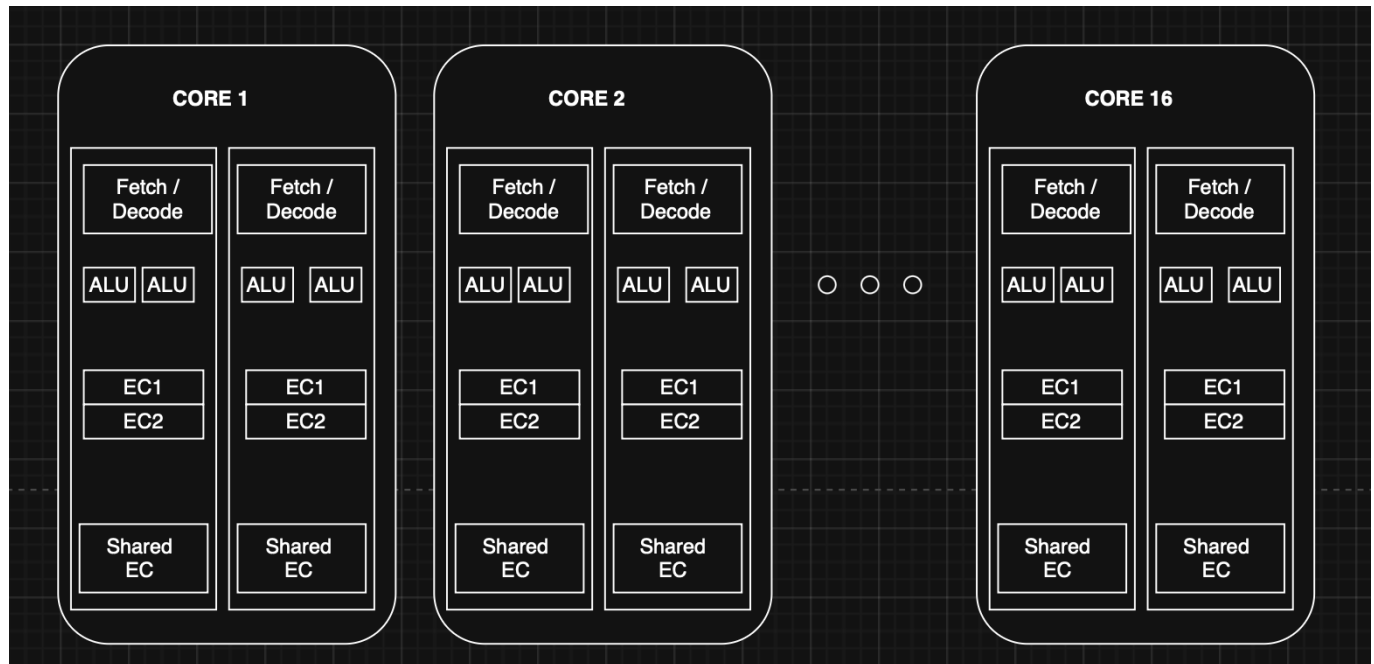 CORE 1
Fetch /
Decode
ALU ALU
EC1
EC2
Shared
EC
Fetch /
Decode
ALU ALU
EC1
EC2
Shared
EC
CORE 2
Fetch /
Decode
ALU ALU
EC1
EC2
Shared
EC
Fetch /
Decode
ALU ALU
EC1
EC2
Shared
EC
CORE 16
Fetch /
Decode
ALU ALU
EC1
EC2
Shared
EC
Fetch /
Decode
ALU ALU
EC1
EC2
Shared
EC